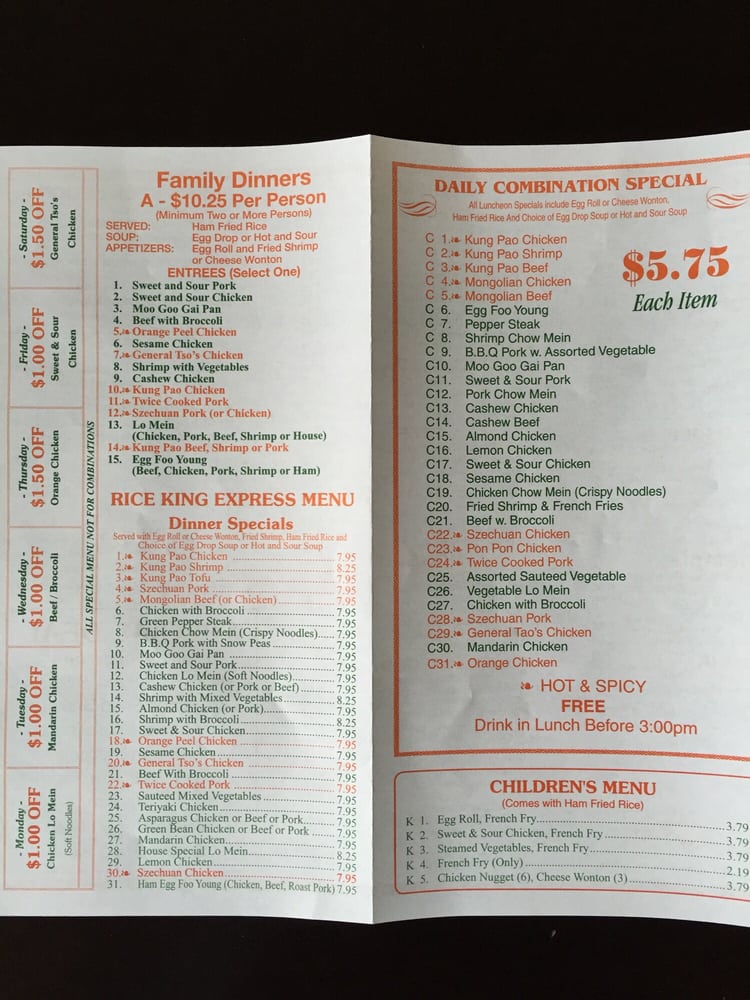 - Saturday -
$1.50 OFF
General Tso's
Chicken
- Friday -
$1.00 OFF
Sweet & Sour
Chicken
- Thursday -
$1.50 OFF
Orange Chicken
- Wednesday -
$1.00 OFF
Beef / Broccoli
- Tuesday -
$1.00 OFF
Mandarin Chicken
- Monday -
$1.00 OFF
Chicken Lo Mein
(Soft Noodles)
ALL SPECIAL MENU NOT FOR COMBINATIONS
Family Dinners
A - $10.25 Per Person
(Minimum Two or More Persons)
SERVED: Ham Fried Rice
SOUP: Egg Drop or Hot and Sour
APPETIZERS: Egg Roll and Fried Shrimp
or Cheese Wonton
ENTREES (Select One)
1. Sweet and Sour Pork
2. Sweet and Sour Chicken
3. Moo Goo Gai Pan
4. Beef with Broccoli
5. Orange Peel Chicken
6. Sesame Chicken
7. General Tso's Chicken
8. Shrimp with Vegetables
9. Cashew Chicken
10. Kung Pao Chicken
11. Twice Cooked Pork
12. Szechuan Pork (or Chicken)
13. Lo Mein
(Chicken, Pork, Beef, Shrimp or House)
14. Kung Pao Beef, Shrimp or Pork
15. Egg Foo Young
(Beef, Chicken, Pork, Shrimp or Ham)
RICE KING EXPRESS MENU
Dinner Specials
Served with Egg Roll or Cheese Wonton, Fried Shrimp, Ham Fried Rice and
Choice of Egg Drop Soup or Hot and Sour Soup
1. Kung Pao Chicken 7.95
2. Kung Pao Shrimp 8.25
3. Kung Pao Tofu 7.95
4. Szechuan Pork 7.95
5. Mongolian Beef (or Chicken) 7.95
6. Chicken with Broccoli 7.95
7. Green Pepper Steak 7.95
8. Chicken Chow Mein (Crispy Noodles) 7.95
9. B.B.Q Pork with Snow Peas 7.95
10. Moo Goo Gai Pan 7.95
11. Sweet and Sour Pork 7.95
12. Chicken Lo Mein (Soft Noodles) 7.95
13. Cashew Chicken (or Pork or Beef) 7.95
14. Shrimp with Mixed Vegetables 8.25
15. Almond Chicken (or Pork) 7.95
16. Shrimp with Broccoli 8.25
17. Sweet & Sour Chicken 7.95
18. Orange Peel Chicken 7.95
19. Sesame Chicken 7.95
20. General Tso's Chicken 7.95
21. Beef With Broccoli 7.95
22. Twice Cooked Pork 7.95
23. Sauteed Mixed Vegetables 7.95
24. Teriyaki Chicken 7.95
25. Asparagus Chicken or Beef or Pork 7.95
26. Green Bean Chicken or Beef or Pork 7.95
27. Mandarin Chicken 7.95
28. House Special Lo Mein 8.25
29. Lemon Chicken 7.95
30. Szechuan Chicken 7.95
31. Ham Egg Foo Young (Chicken, Beef, Roast Pork) 7.95
DAILY COMBINATION SPECIAL
All Luncheon Specials include Egg Roll or Cheese Wonton,
Ham Fried Rice And Choice of Egg Drop Soup or Hot and Sour Soup
$5.75
Each Item
C 1. Kung Pao Chicken
C 2. Kung Pao Shrimp
C 3. Kung Pao Beef
C 4. Mongolian Chicken
C 5. Mongolian Beef
C 6. Egg Foo Young
C 7. Pepper Steak
C 8. Shrimp Chow Mein
C 9. B.B.Q Pork w. Assorted Vegetable
C10. Moo Goo Gai Pan
C11. Sweet & Sour Pork
C12. Pork Chow Mein
C13. Cashew Chicken
C14. Cashew Beef
C15. Almond Chicken
C16. Lemon Chicken
C17. Sweet & Sour Chicken
C18. Sesame Chicken
C19. Chicken Chow Mein (Crispy Noodles)
C20. Fried Shrimp & French Fries
C21. Beef w. Broccoli
C22. Szechuan Chicken
C23. Pon Pon Chicken
C24. Twice Cooked Pork
C25. Assorted Sauteed Vegetable
C26. Vegetable Lo Mein
C27. Chicken with Broccoli
C28. Szechuan Pork
C29. General Tao's Chicken
C30. Mandarin Chicken
C31. Orange Chicken
HOT & SPICY
FREE
Drink in Lunch Before 3:00pm
CHILDREN'S MENU
(Comes with Ham Fried Rice)
K 1. Egg Roll, French Fry 3.79
K 2. Sweet & Sour Chicken, French Fry 3.79
K 3. Steamed Vegetables, French Fry 3.79
K 4. French Fry (Only) 2.19
K 5. Chicken Nugget (6), Cheese Wonton (3) 3.79